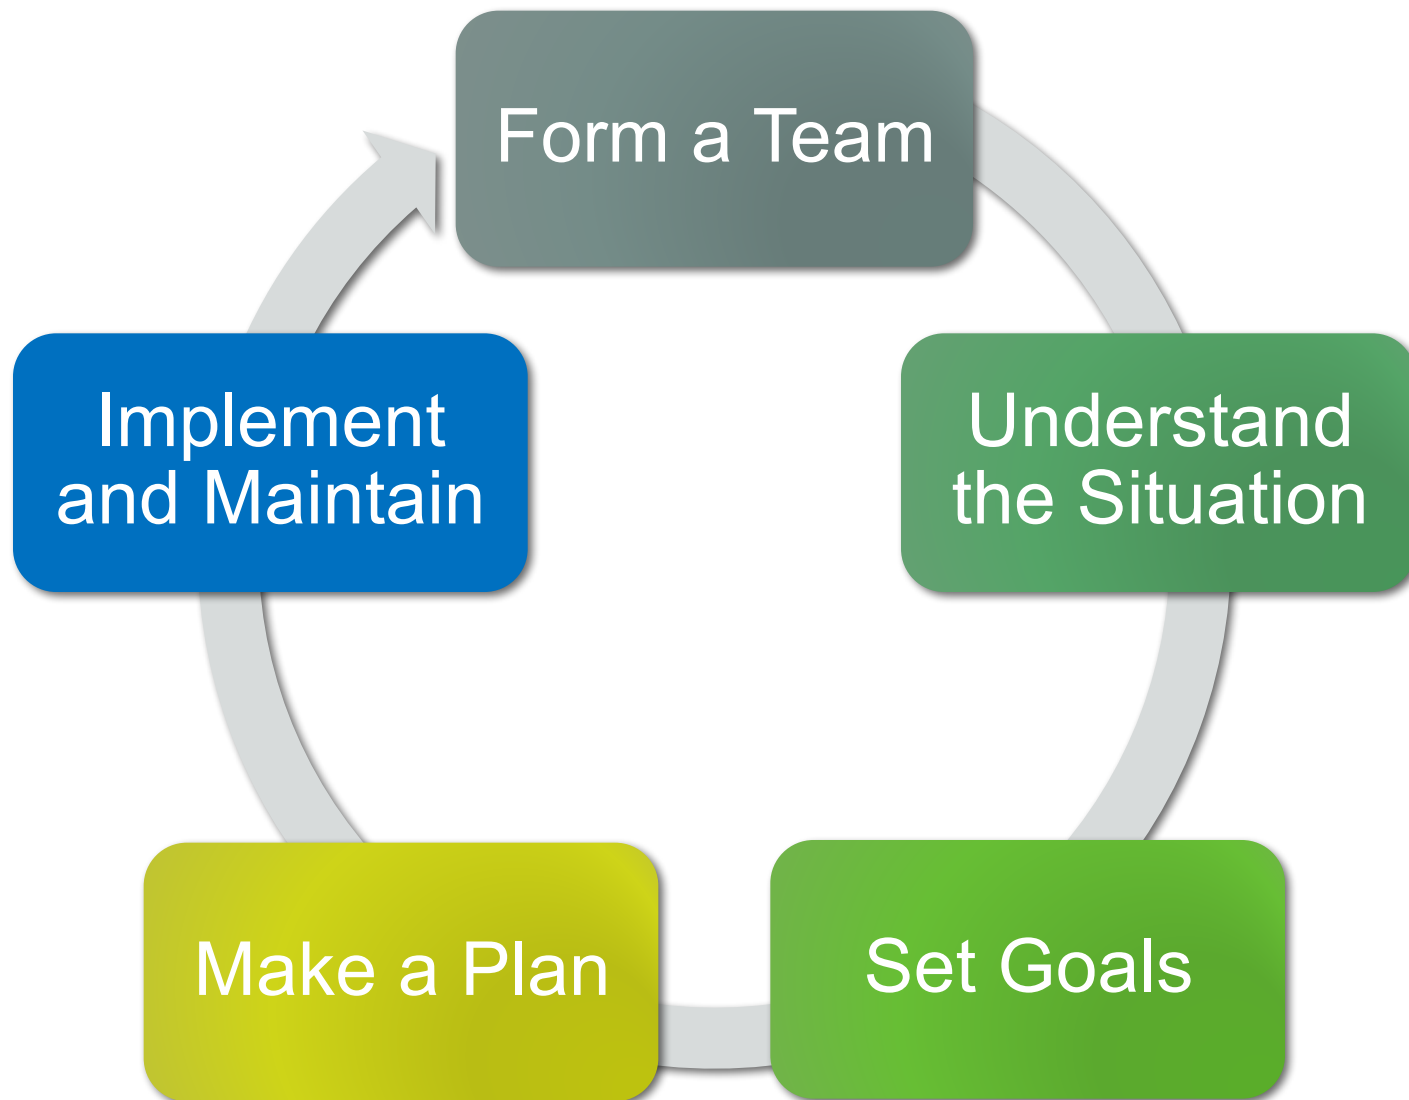 Form a Team
Understand
the Situation
Set Goals
Make a Plan
Implement
and Maintain